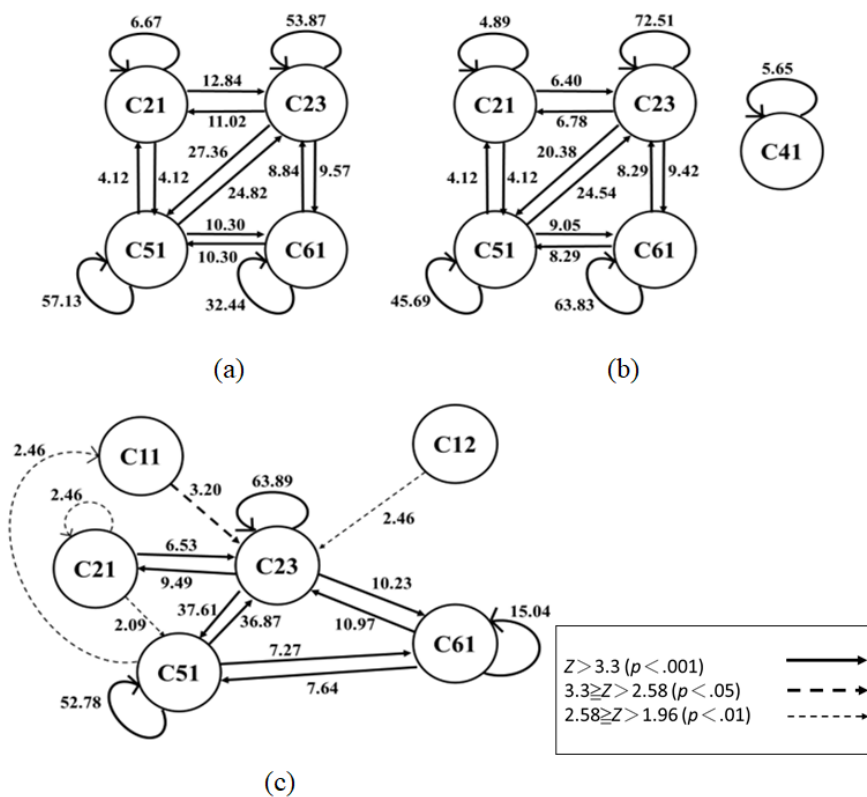 6.67
53.87
C21
12.84
C23
11.02
27.36
4.12
4.12
8.84
9.57
24.82
C51
10.30
C61
10.30
57.13
32.44
(a)
4.89
72.51
C21
6.40
C23
6.78
20.38
4.12
4.12
8.29
9.42
24.54
C51
9.05
C61
8.29
45.69
63.83
5.65
C41
(b)
2.46
C11
C12
3.20
63.89
2.46
2.46
C21
6.53
C23
9.49
10.23
37.61
36.87
10.97
15.04
2.09
C61
C51
7.27
7.64
52.78
(c)
Z>3.3 (p<.001)
3.3≧Z>2.58 (p<.05)
2.58≧Z>1.96 (p<.01)